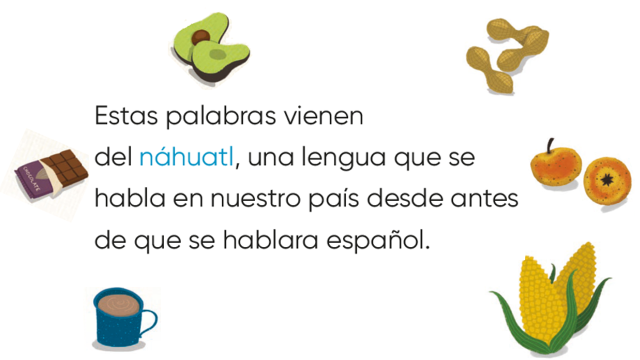 Estas palabras vienen
del náhuatl, una lengua que se
habla en nuestro país desde antes
de que se hablara español.
CHOCOLATE